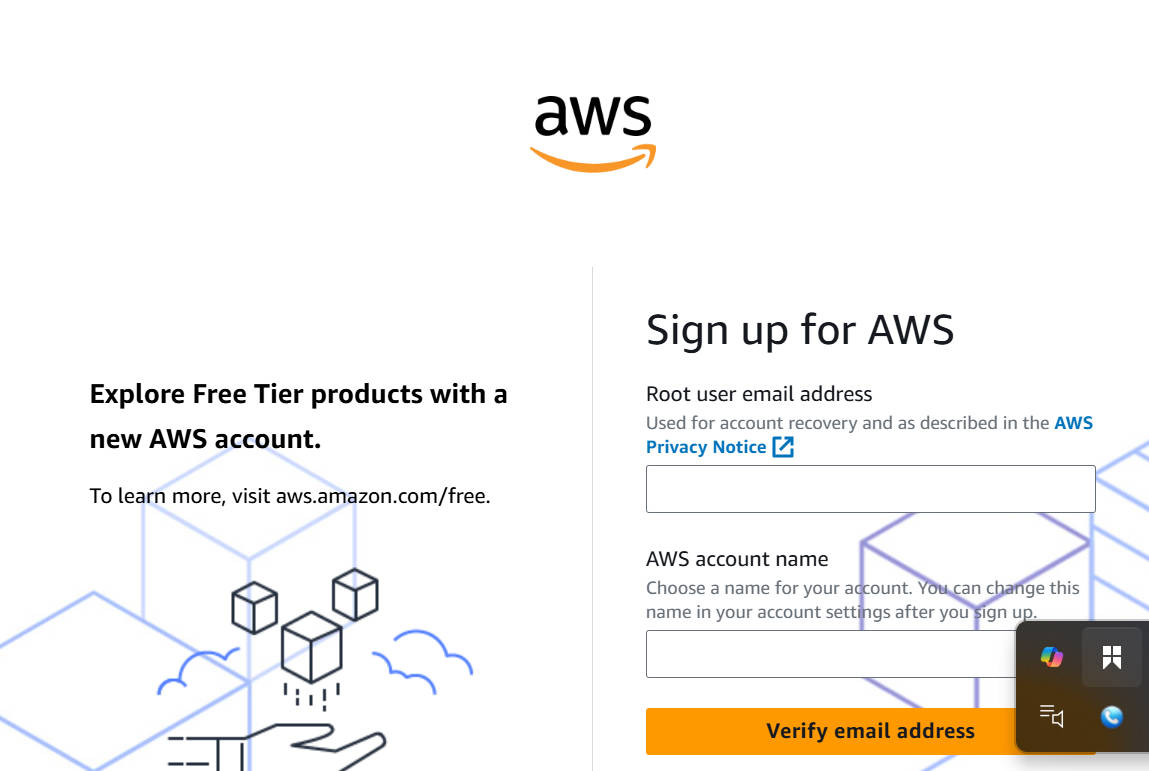 aws
Explore Free Tier products with a
new AWS account.
To learn more, visit aws.amazon.com/free.
Sign up for AWS
Root user email address
Used for account recovery and as described in the AWS
Privacy Notice
AWS account name
Choose a name for your account. You can change this
name in your account settings after you sign up.
Verify email address